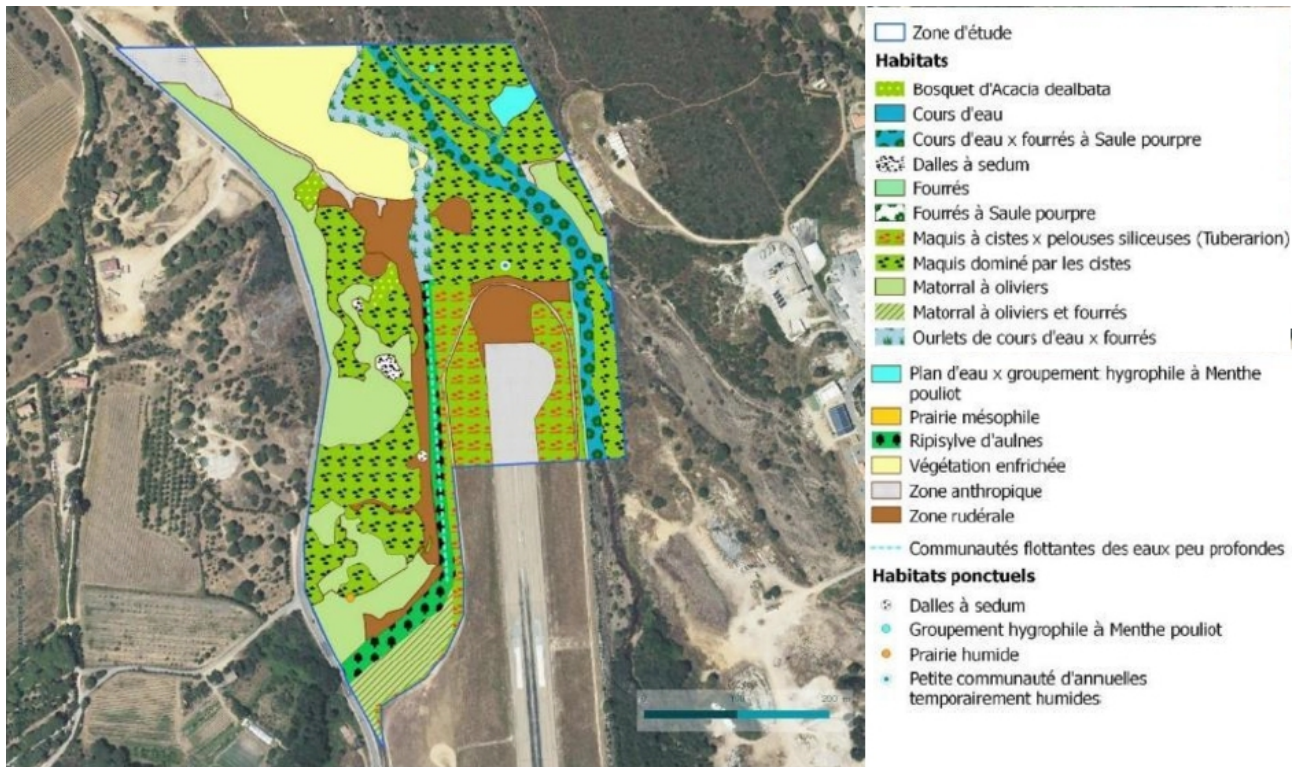 Zone d'étude
Habitats
Bosquet d'Acacia dealbata
Cours d'eau
Cours d'eau x fourrés à Saule pourpre
Dalles à sedum
Fourrés
Fourrés à Saule pourpre
Maquis à cistes x pelouses siliceuses (Tuberarion)
Maquis dominé par les cistes
Matorral à oliviers
Matorral à oliviers et fourrés
Ourlets de cours d'eau x fourrés
Plan d'eau x groupement hygrophile à Menthe
pouliot
Prairie mésophile
Ripisylve d'aulnes
Végétation enfrichée
Zone anthropique
Zone rudérale
Communautés flottantes des eaux peu profondes
Habitats ponctuels
Dalles à sedum
Groupement hygrophile à Menthe pouliot
Prairie humide
Petite communauté d'annuelles
temporairement humides
0 100 200 m